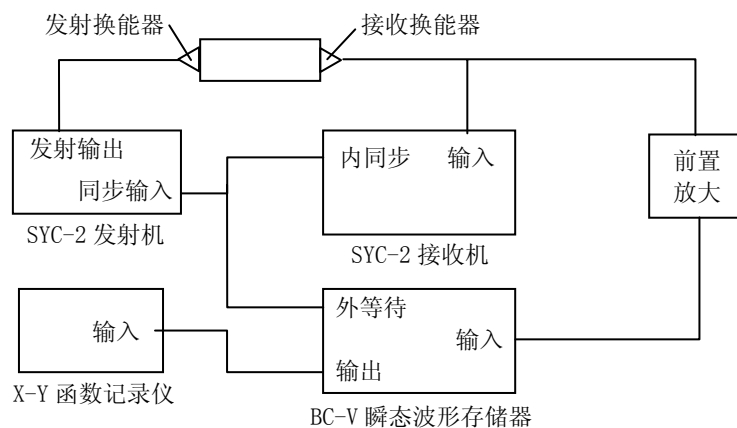 发射换能器
接收换能器
发射输出
同步输入
内同步
输入
前置
放大
SYC-2 发射机
SYC-2 接收机
输入
外等待
输入
输出
X-Y 函数记录仪
BC-V 瞬态波形存储器